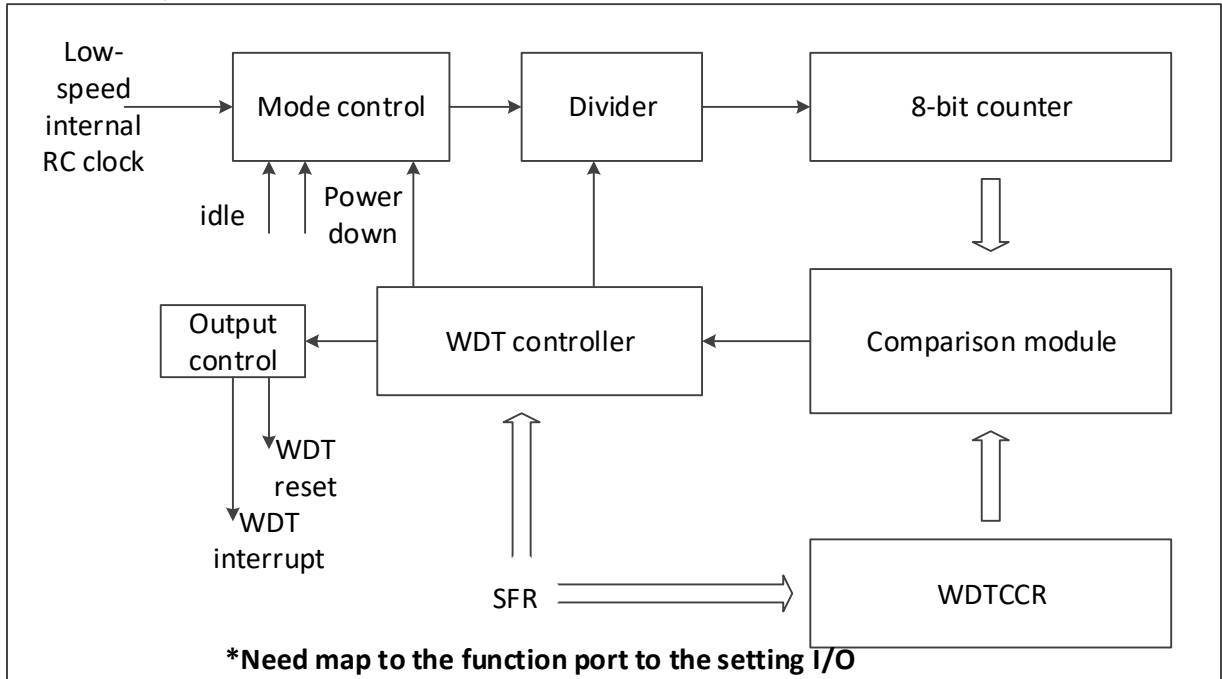 Low-
speed
internal
RC clock
Mode control
Divider
8-bit counter
idle
Power
down
Output
control
WDT controller
Comparison module
WDT
reset
WDT
interrupt
SFR
WDTCCR
*Need map to the function port to the setting I/O